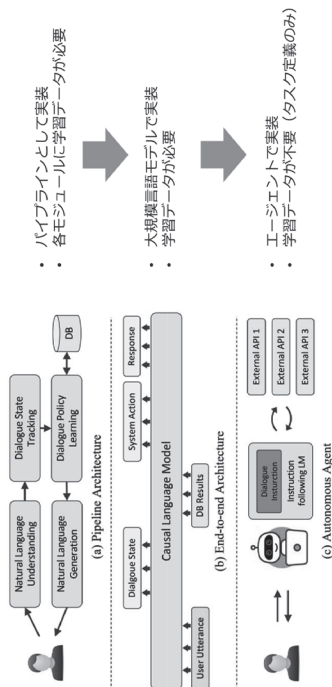 Natural Language
Understanding
Dialogue State
Tracking
Natural Language
Generation
Dialogue Policy
Learning
DB
(a) Pipeline Architecture
• パイプラインとして実装
• 各モジュールに学習データが必要
Dialgoue State
System Action
Response
Causal Language Model
User Utterance
DB Results
(b) End-to-end Architecture
• 大規模言語モデルで実装
• 学習データが必要
Dialogue
Insturction
Instruction
following LM
External API 1
External API 2
External API 3
(c) Autonomous Agent
• エージェントで実装
• 学習データが不要（タスク定義のみ）